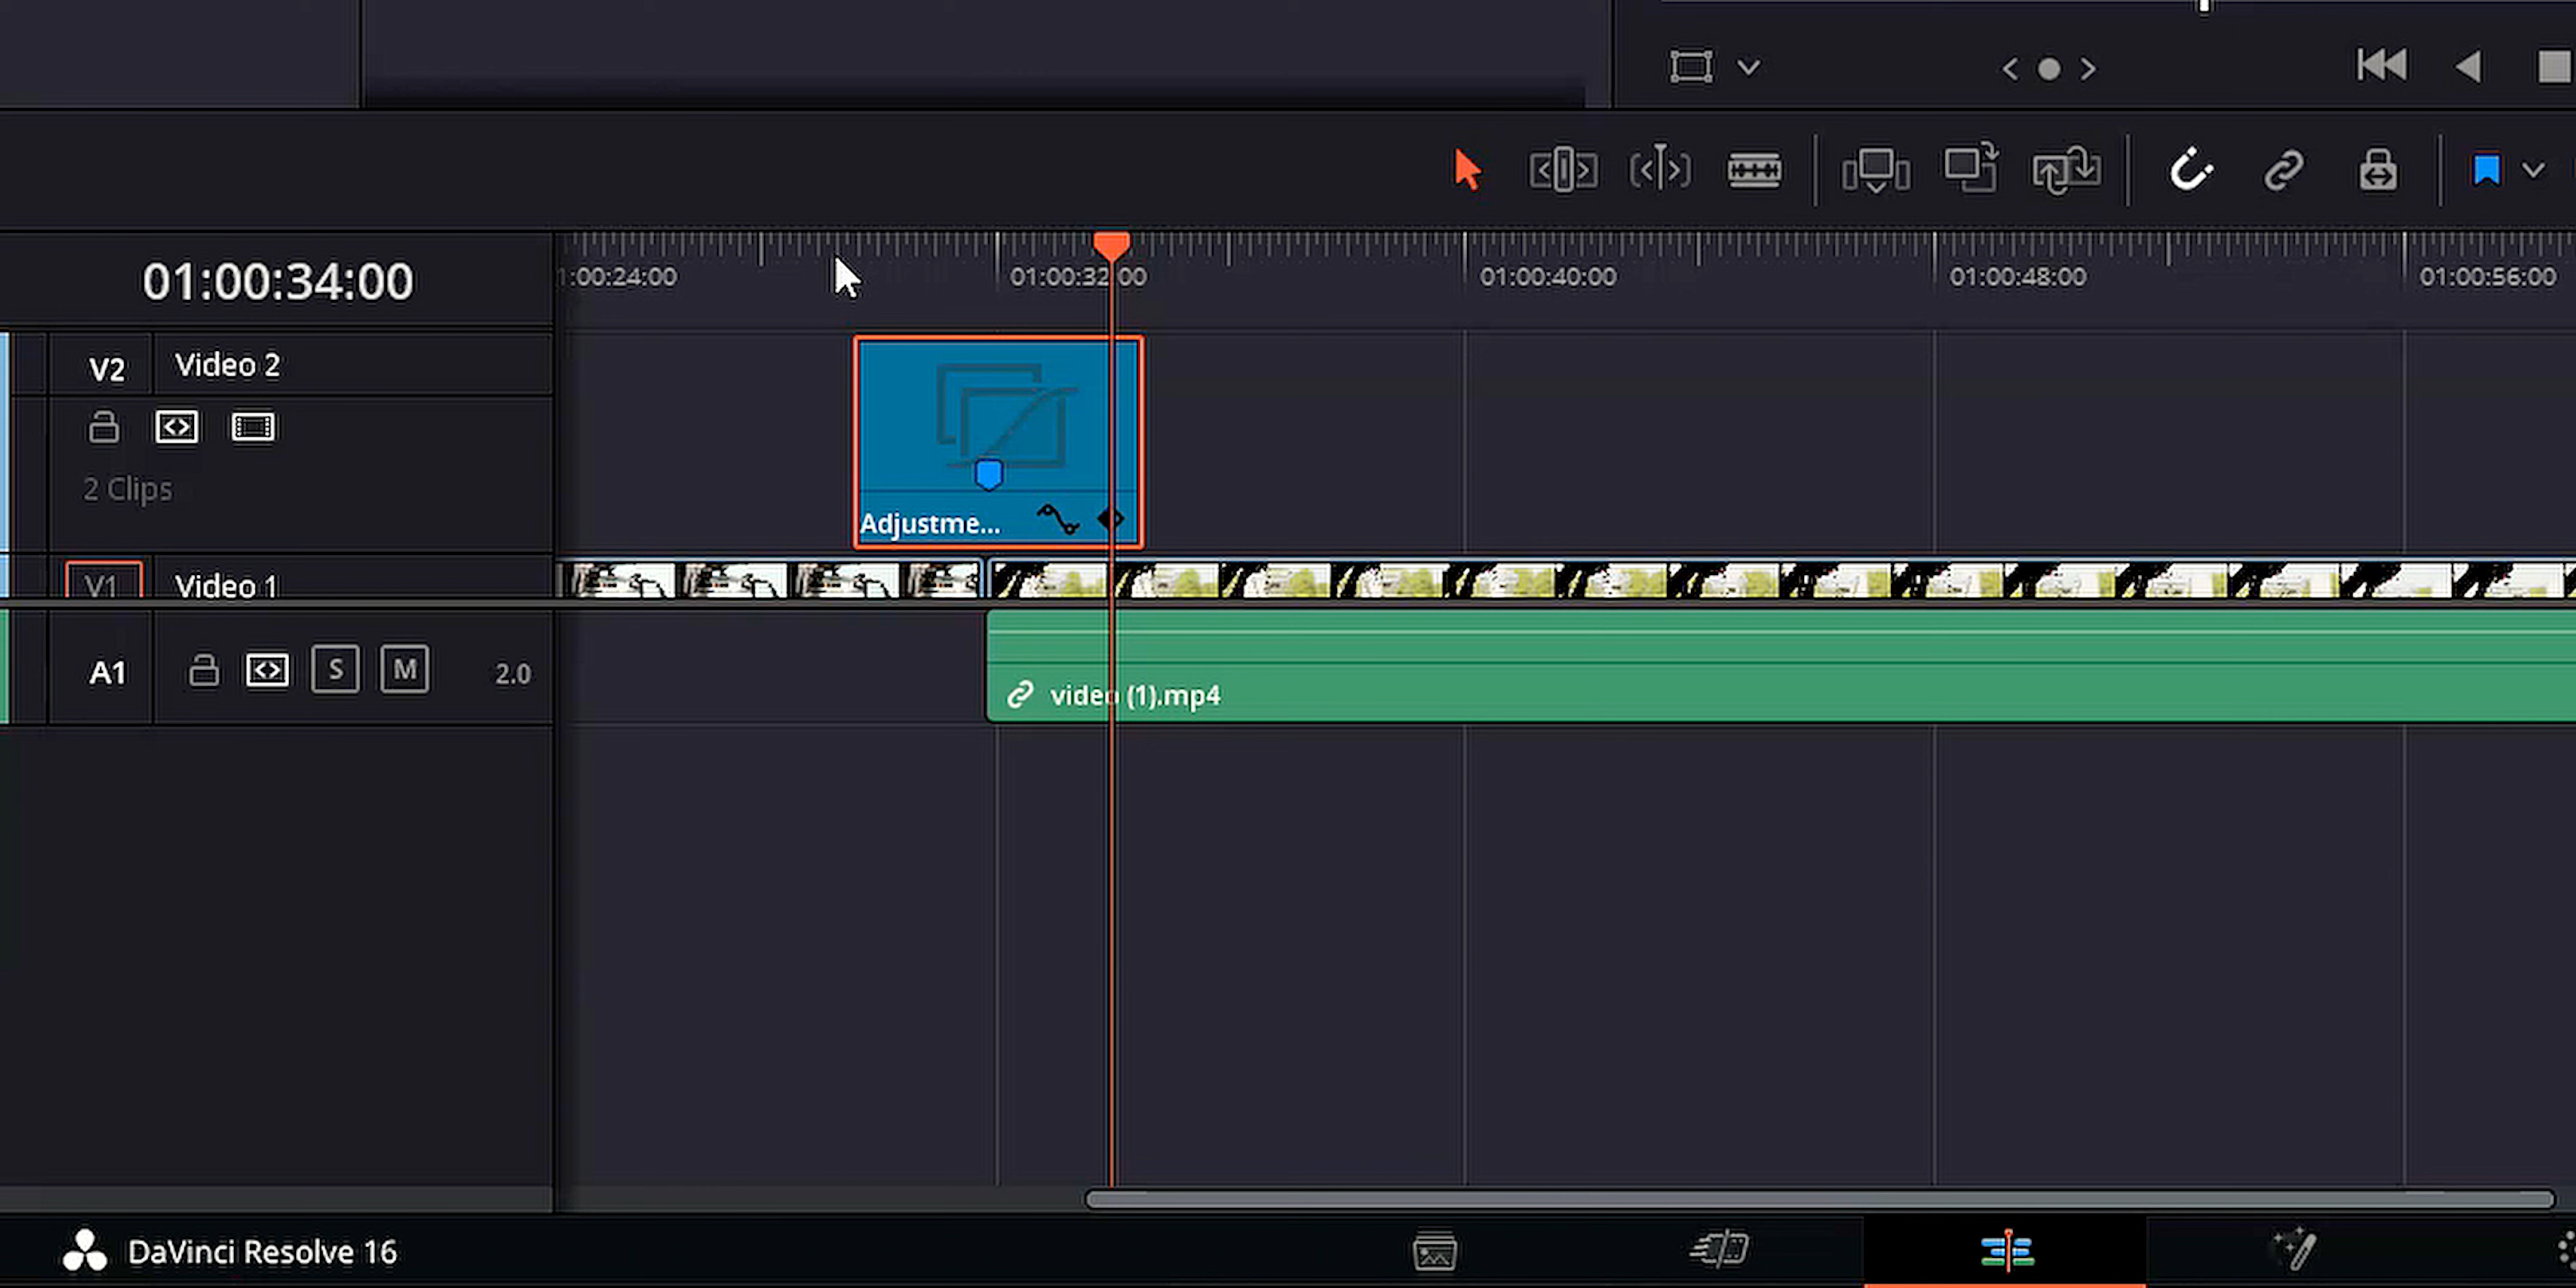 01:00:34:00
1:00:24:00
01:00:32:00
01:00:40:00
01:00:48:00
01:00:56:00
V2
Video 2
2 Clips
Adjustme...
V1
Video 1
A1
S
M
2.0
video (1).mp4
DaVinci Resolve 16